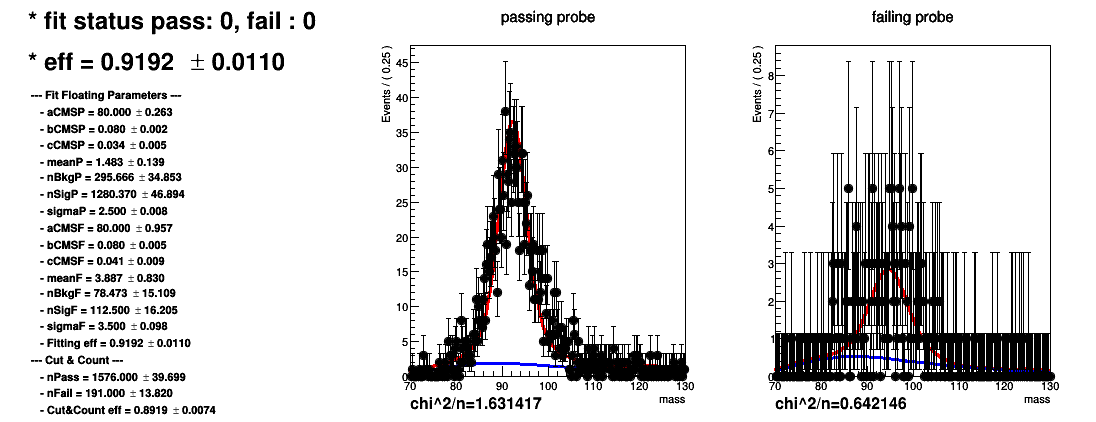 * fit status pass: 0, fail : 0
* eff = 0.9192 ± 0.0110
--- Fit Floating Parameters ---
- aCMSP = 80.000 ± 0.263
- bCMSP = 0.080 ± 0.002
- cCMSP = 0.034 ± 0.005
- meanP = 1.483 ± 0.139
- nBkgP = 295.666 ± 34.853
- nSigP = 1280.370 ± 46.894
- sigmaP = 2.500 ± 0.008
- aCMSF = 80.000 ± 0.957
- bCMSF = 0.080 ± 0.005
- cCMSF = 0.041 ± 0.009
- meanF = 3.887 ± 0.830
- nBkgF = 78.473 ± 15.109
- nSigF = 112.500 ± 16.205
- sigmaF = 3.500 ± 0.098
- Fitting eff = 0.9192 ± 0.0110
--- Cut & Count ---
- nPass = 1576.000 ± 39.699
- nFail = 191.000 ± 13.820
- Cut&Count eff = 0.8919 ± 0.0074
passing probe
Events / ( 0.25 )
45
40
35
30
25
20
15
10
5
0
70 80 90 100 110 120 130
mass
chi^2/n=1.631417
failing probe
Events / ( 0.25 )
8
7
6
5
4
3
2
1
0
70 80 90 100 110 120 130
mass
chi^2/n=0.642146